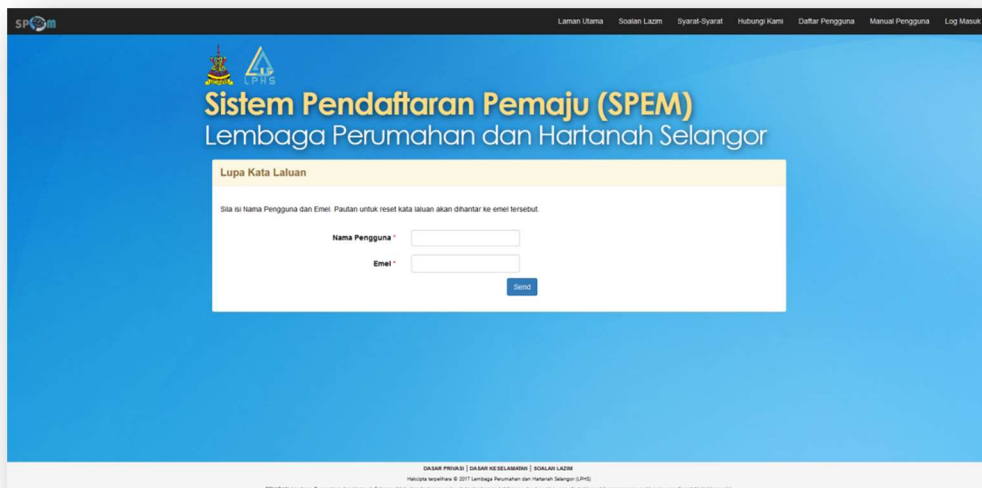 SPEM
Laman Utama Soalan Lazim Syarat-Syarat Hubungi Kami Daftar Pengguna Manual Pengguna Log Masuk
LPHS
Sistem Pendaftaran Pemaju (SPEM)
Lembaga Perumahan dan Hartanah Selangor
Lupa Kata Laluan
Sila isi Nama Pengguna dan Emel. Pautan untuk reset kata laluan akan dihantar ke emel tersebut.
Nama Pengguna *
Emel *
Send
DASAR PRIVASI | DASAR KESELAMATAN | SOALAN LAZIM
Hakcipta terpelihara © 2017 Lembaga Perumahan dan Hartanah Selangor (LPHS)